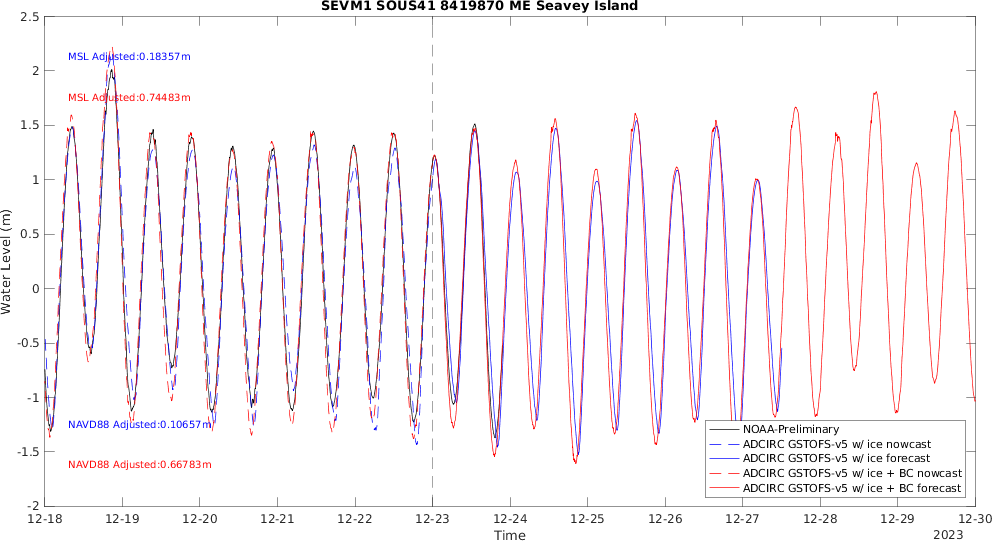 SEVM1 SOUS41 8419870 ME Seavey Island
2.5
2
1.5
1
0.5
0
-0.5
-1
-1.5
-2
Water Level (m)
MSL Adjusted:0.18357m
MSL Adjusted:0.74483m
NAVD88 Adjusted:0.10657m
NAVD88 Adjusted:0.66783m
NOAA-Preliminary
ADCIRC GSTOFS-v5 w/ ice nowcast
ADCIRC GSTOFS-v5 w/ ice forecast
ADCIRC GSTOFS-v5 w/ ice + BC nowcast
ADCIRC GSTOFS-v5 w/ ice + BC forecast
12-18 12-19 12-20 12-21 12-22 12-23 12-24 12-25 12-26 12-27 12-28 12-29 12-30
Time
2023